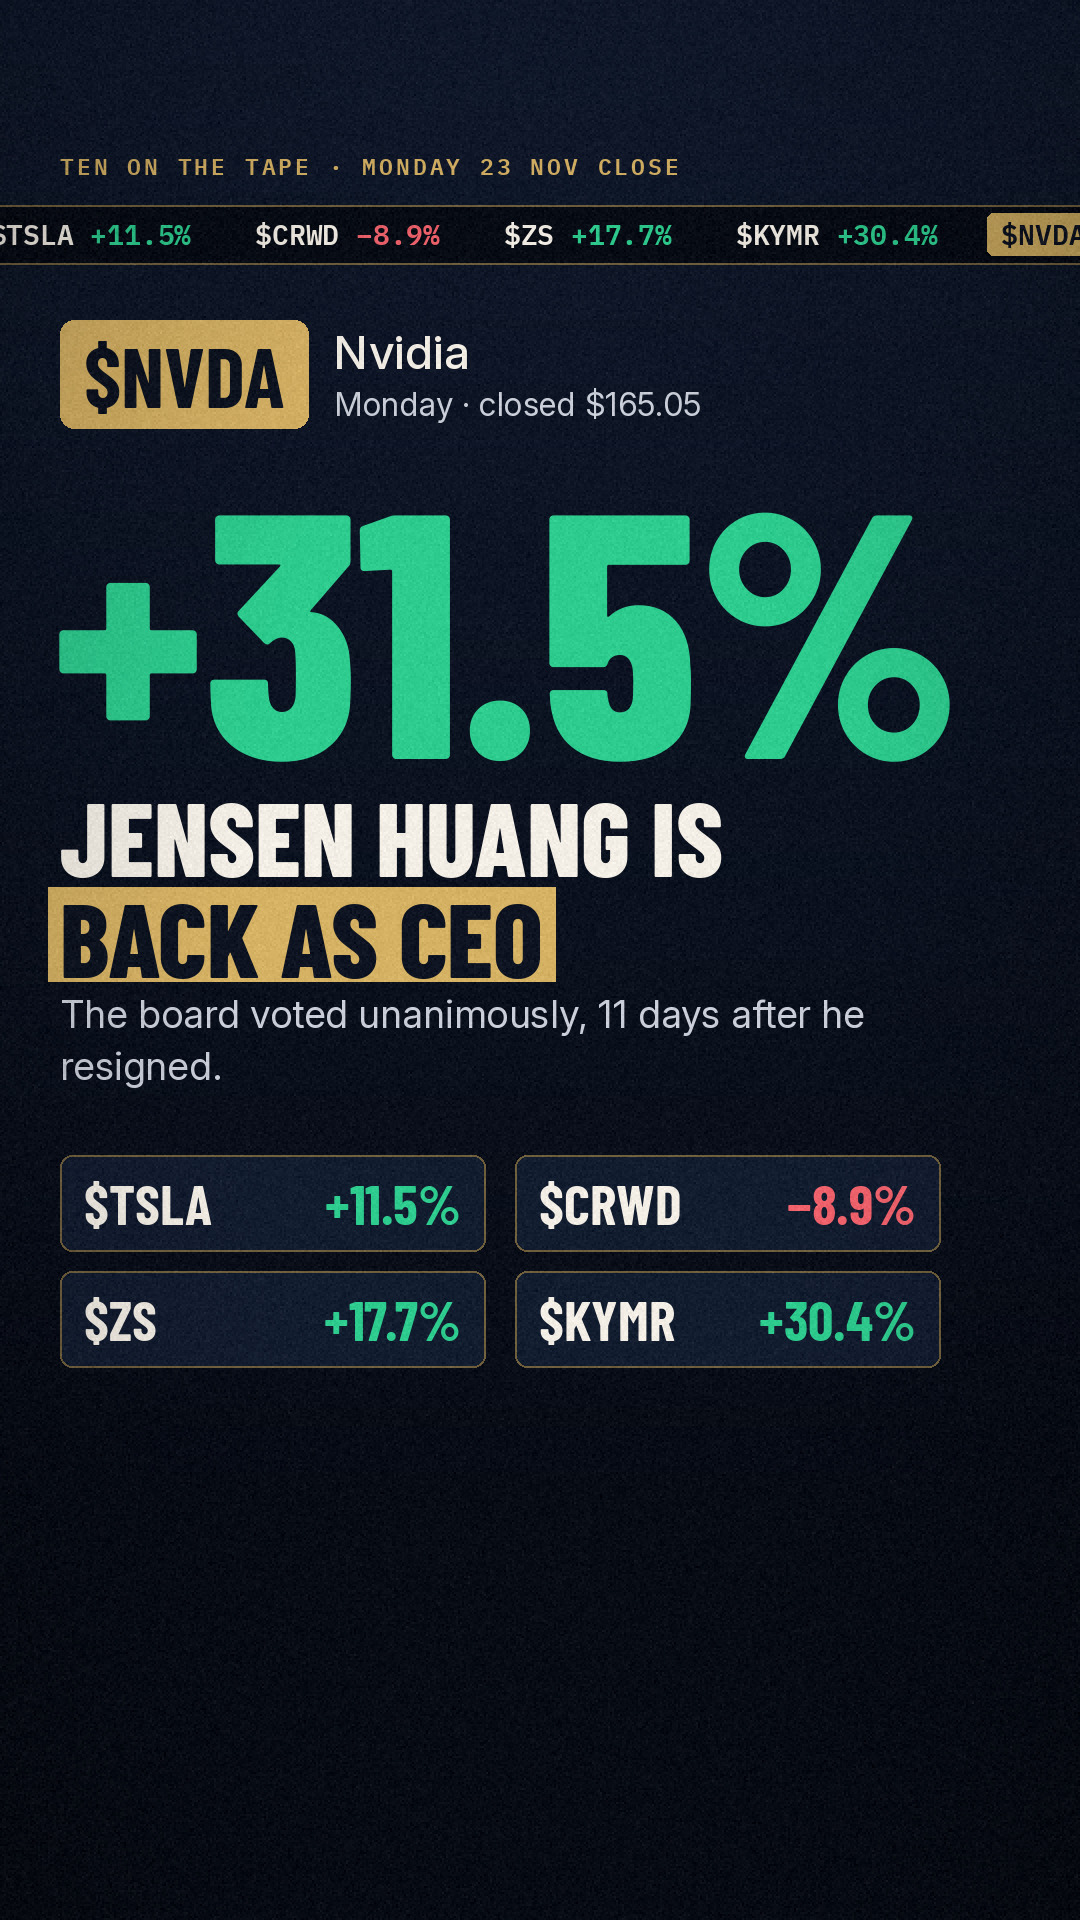 TEN ON THE TAPE · MONDAY 23 NOV CLOSE
$TSLA +11.5% $CRWD −8.9% $ZS +17.7% $KYMR +30.4% $NVDA
$NVDA
Nvidia
Monday · closed $165.05
+31.5%
JENSEN HUANG IS
BACK AS CEO
The board voted unanimously, 11 days after he
resigned.
$TSLA +11.5% $CRWD −8.9%
$ZS +17.7% $KYMR +30.4%